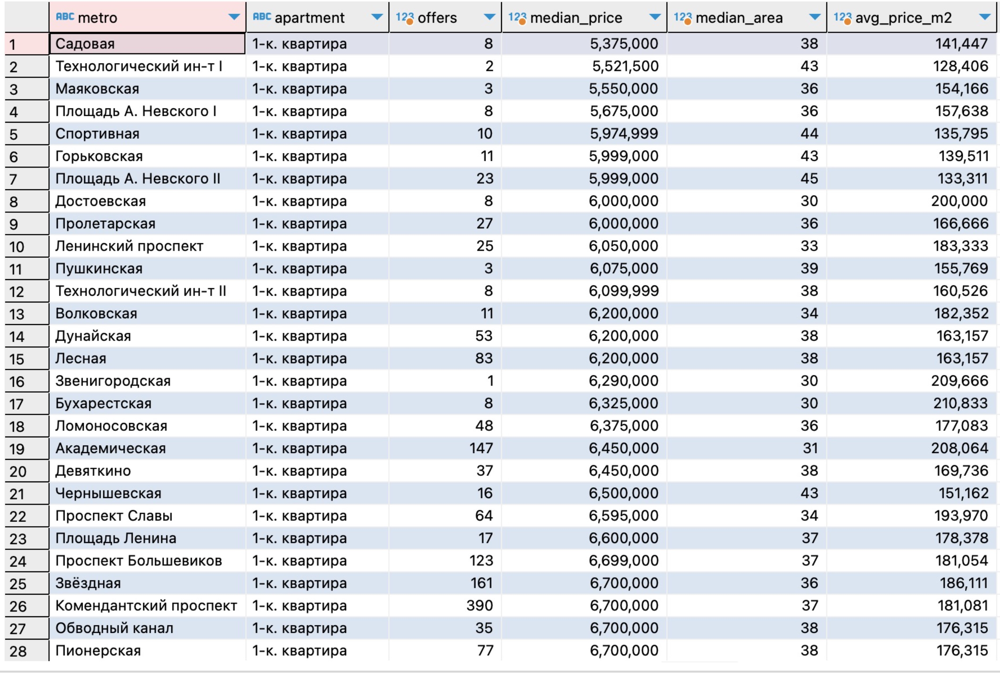 ABC metro ABC apartment 123 offers 123 median_price 123 median_area 123 avg_price_m2
1 Садовая 1-к. квартира 8 5,375,000 38 141,447
2 Технологический ин-т I 1-к. квартира 2 5,521,500 43 128,406
3 Маяковская 1-к. квартира 3 5,550,000 36 154,166
4 Площадь А. Невского I 1-к. квартира 8 5,675,000 36 157,638
5 Спортивная 1-к. квартира 10 5,974,999 44 135,795
6 Горьковская 1-к. квартира 11 5,999,000 43 139,511
7 Площадь А. Невского II 1-к. квартира 23 5,999,000 45 133,311
8 Достоевская 1-к. квартира 8 6,000,000 30 200,000
9 Пролетарская 1-к. квартира 27 6,000,000 36 166,666
10 Ленинский проспект 1-к. квартира 25 6,050,000 33 183,333
11 Пушкинская 1-к. квартира 3 6,075,000 39 155,769
12 Технологический ин-т II 1-к. квартира 8 6,099,999 38 160,526
13 Волковская 1-к. квартира 11 6,200,000 34 182,352
14 Дунайская 1-к. квартира 53 6,200,000 38 163,157
15 Лесная 1-к. квартира 83 6,200,000 38 163,157
16 Звенигородская 1-к. квартира 1 6,290,000 30 209,666
17 Бухарестская 1-к. квартира 8 6,325,000 30 210,833
18 Ломоносовская 1-к. квартира 48 6,375,000 36 177,083
19 Академическая 1-к. квартира 147 6,450,000 31 208,064
20 Девяткино 1-к. квартира 37 6,450,000 38 169,736
21 Чернышевская 1-к. квартира 16 6,500,000 43 151,162
22 Проспект Славы 1-к. квартира 64 6,595,000 34 193,970
23 Площадь Ленина 1-к. квартира 17 6,600,000 37 178,378
24 Проспект Большевиков 1-к. квартира 123 6,699,000 37 181,054
25 Звёздная 1-к. квартира 161 6,700,000 36 186,111
26 Комендантский проспект 1-к. квартира 390 6,700,000 37 181,081
27 Обводный канал 1-к. квартира 35 6,700,000 38 176,315
28 Пионерская 1-к. квартира 77 6,700,000 38 176,315